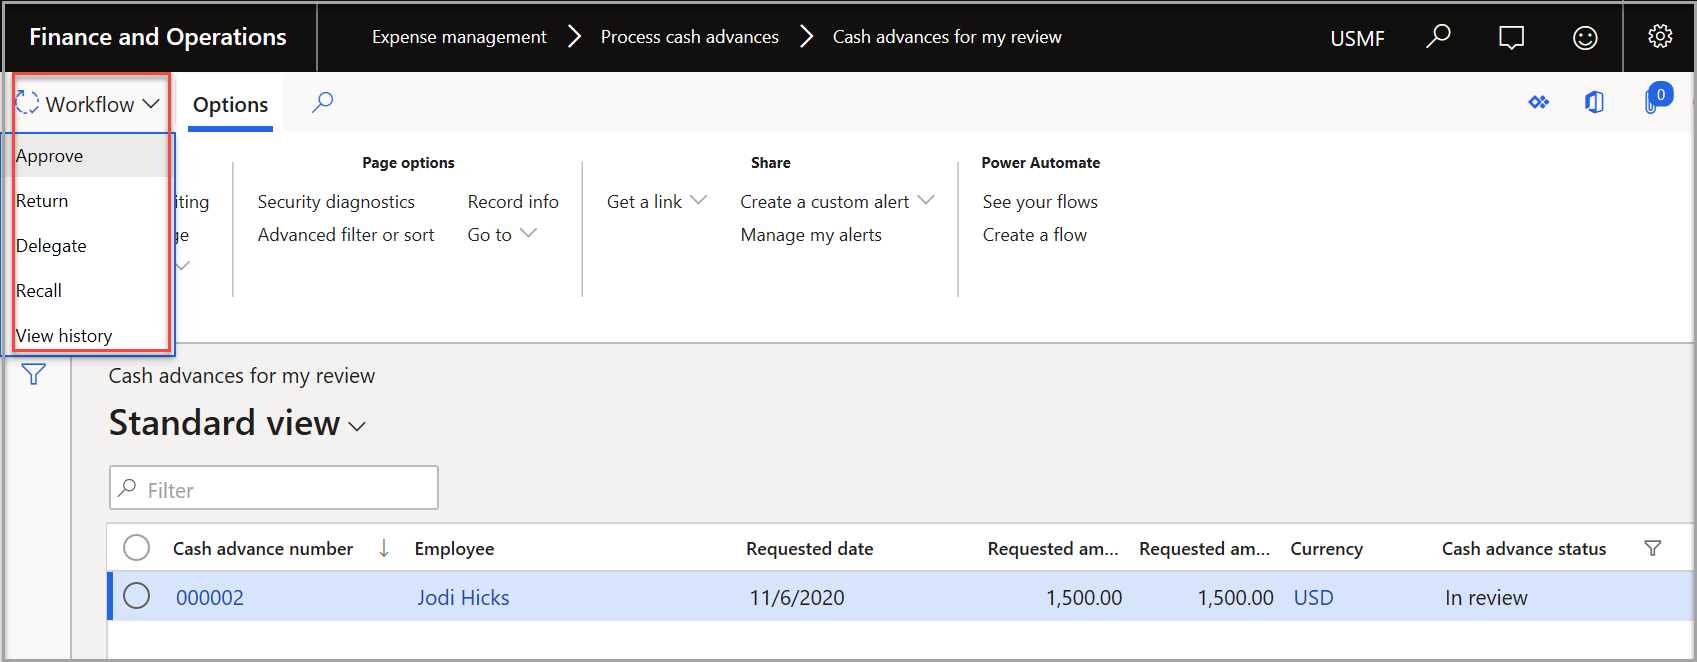 Finance and Operations
Expense management
Process cash advances
Cash advances for my review
USMF
Workflow
Options
0
Approve
Return
Delegate
Recall
View history
Page options
Security diagnostics
Record info
Advanced filter or sort
Go to
Share
Get a link
Create a custom alert
Manage my alerts
Power Automate
See your flows
Create a flow
Cash advances for my review
Standard view
Filter
Cash advance number Employee Requested date Requested am... Requested am... Currency Cash advance status
000002 Jodi Hicks 11/6/2020 1,500.00 1,500.00 USD In review